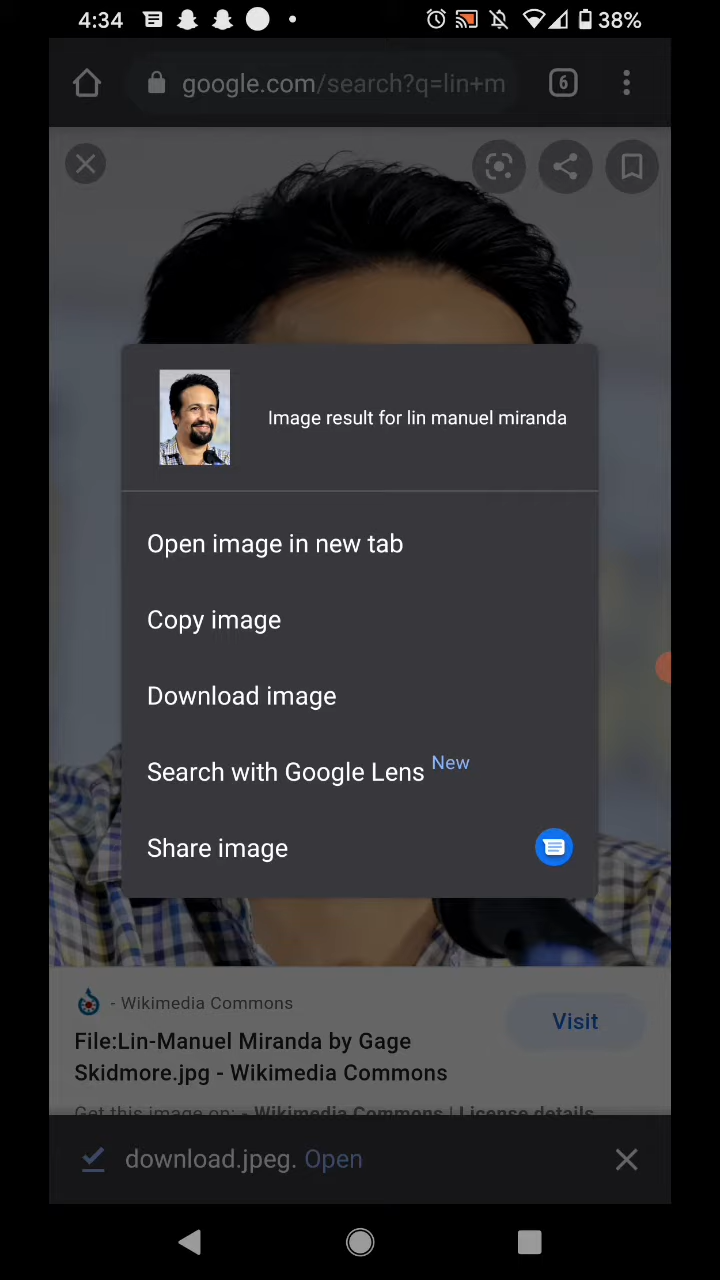 4:34
38%
google.com/search?q=lin+m
6
Image result for lin manuel miranda
Open image in new tab
Copy image
Download image
Search with Google Lens New
Share image
- Wikimedia Commons
File:Lin-Manuel Miranda by Gage
Skidmore.jpg - Wikimedia Commons
Visit
Get this image on: - Wikimedia Commons | License details
download.jpeg. Open